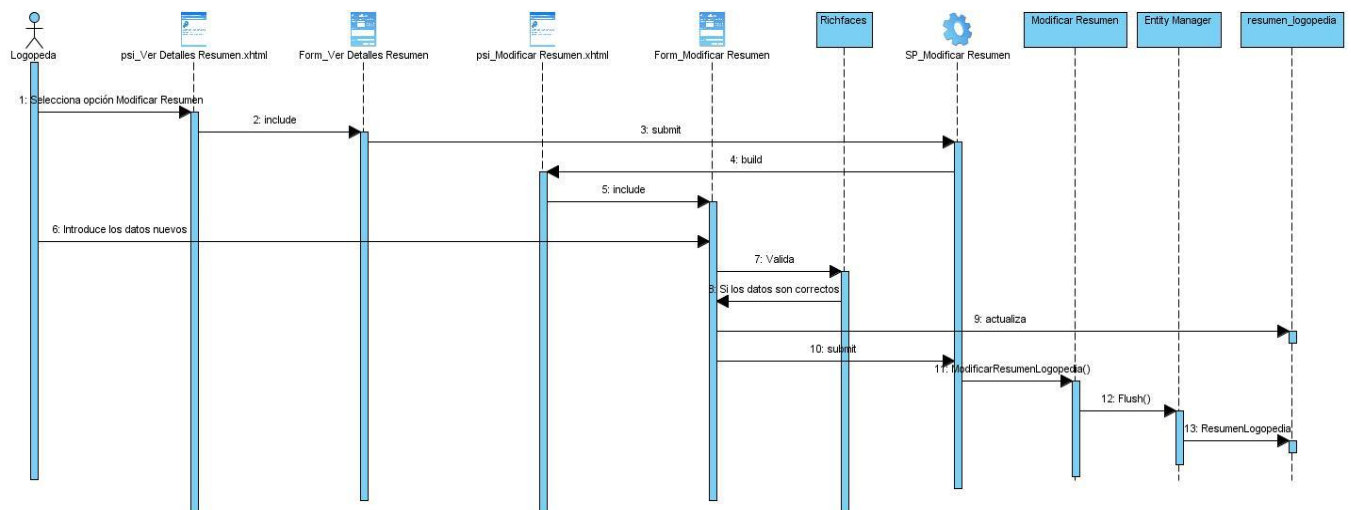 Richfaces
Modificar Resumen
Entity Manager
resumen_logopedia
Logopeda
psi_Ver Detalles Resumen.xhtml
Form_Ver Detalles Resumen
psi_Modificar Resumen.xhtml
Form_Modificar Resumen
SP_Modificar Resumen
1: Selecciona opción Modificar Resumen
2: include
3: submit
4: build
5: include
6: Introduce los datos nuevos
7: Valida
8: Si los datos son correctos
9: actualiza
10: submit
11: ModificarResumenLogopedia()
12: Flush()
13: ResumenLogopedia